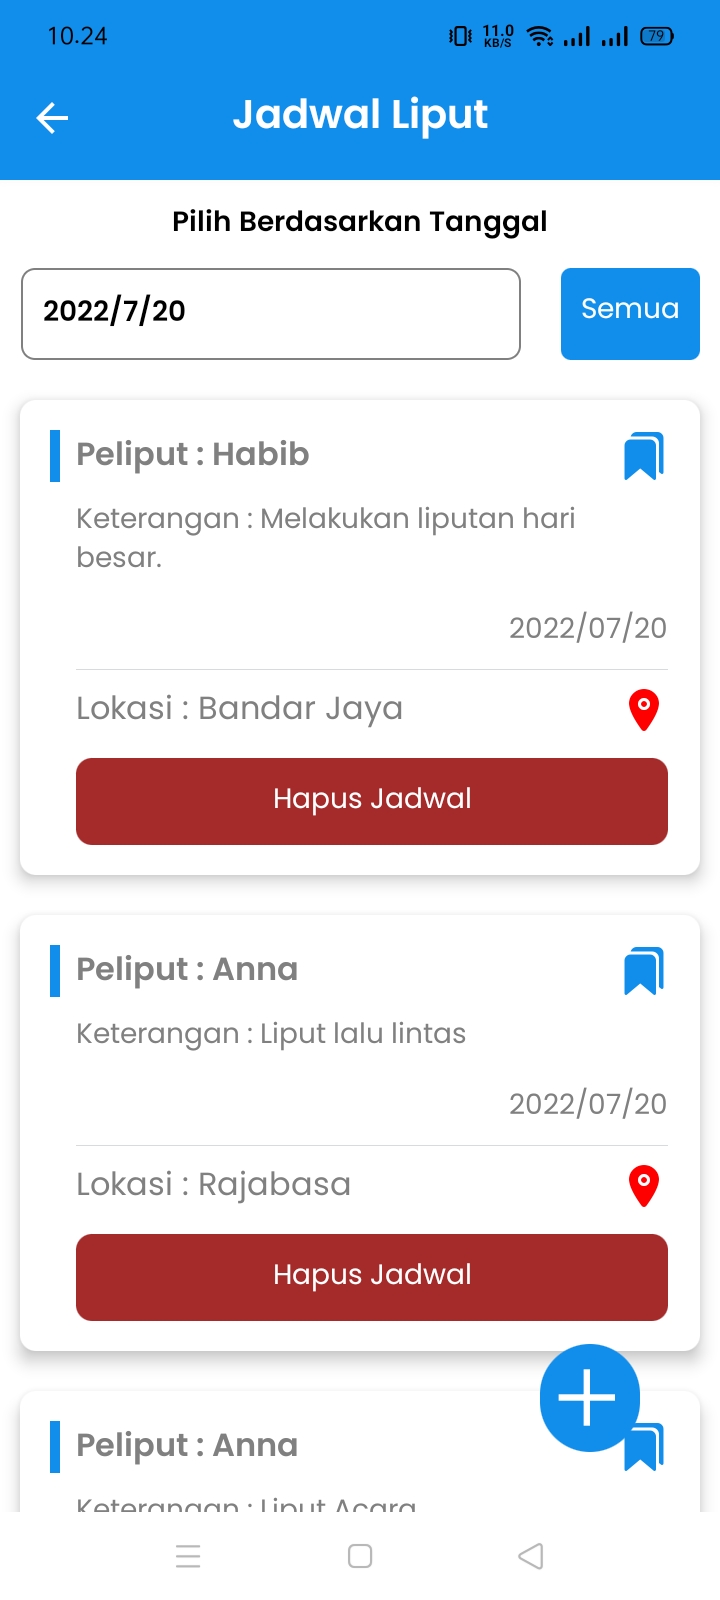 10.24
11.0
KB/S
79
Jadwal Liput
Pilih Berdasarkan Tanggal
2022/7/20
Semua
Peliput : Habib
Keterangan : Melakukan liputan hari
besar.
2022/07/20
Lokasi : Bandar Jaya
Hapus Jadwal
Peliput : Anna
Keterangan : Liput lalu lintas
2022/07/20
Lokasi : Rajabasa
Hapus Jadwal
Peliput : Anna
Keterangan : Liput Acara